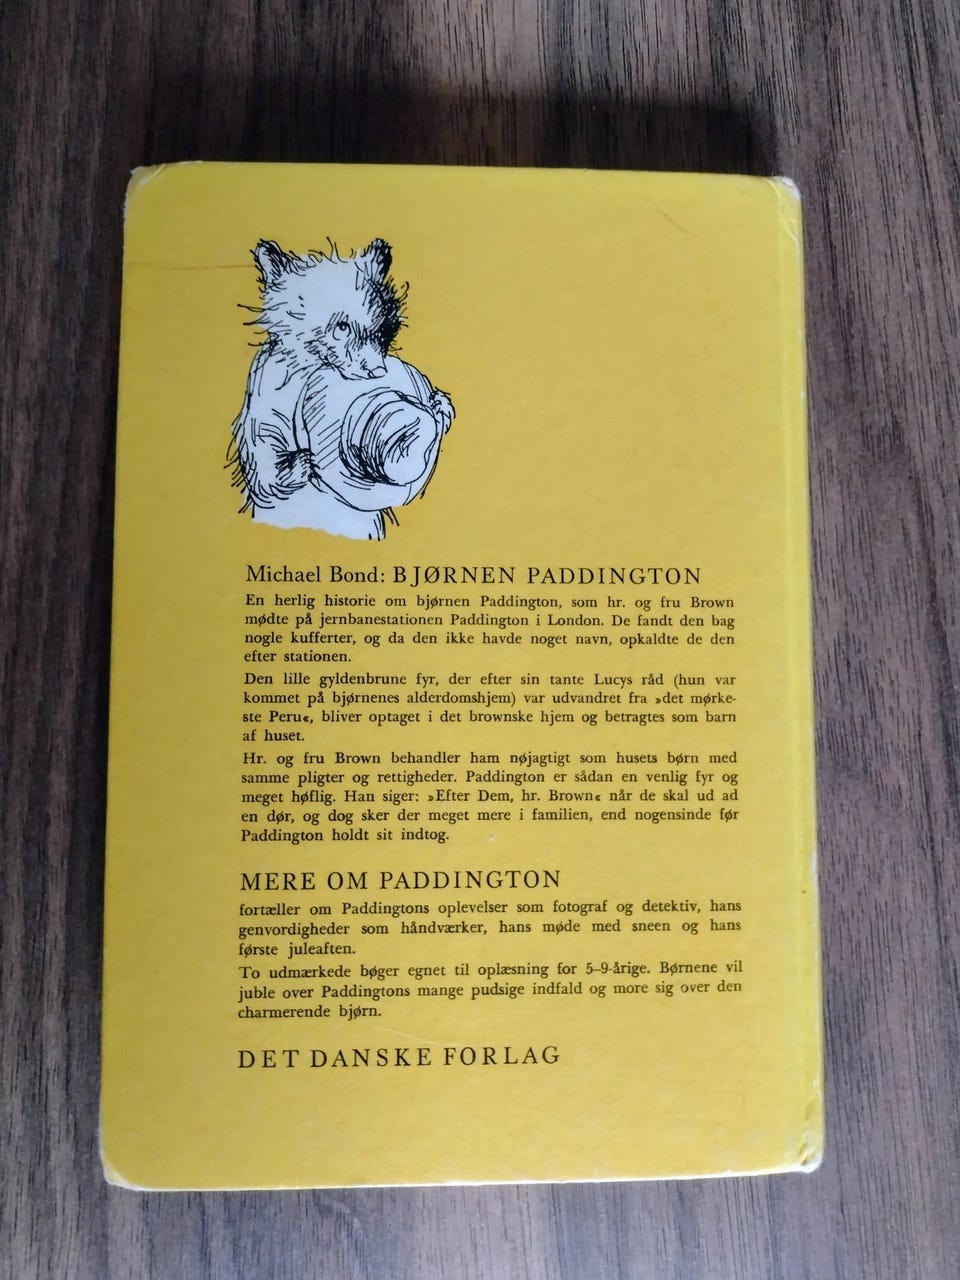 Michael Bond: BJØRNEN PADDINGTON
En herlig historie om bjørnen Paddington, som hr. og fru Brown
mødte på jernbanestationen Paddington i London. De fandt den bag
nogle kufferter, og da den ikke havde noget navn, opkaldte de den
efter stationen.
Den lille gyldenbrune fyr, der efter sin tante Lucys råd (hun var
kommet på bjørnenes alderdomshjem) var udvandret fra »det mørke-
ste Peru«, bliver optaget i det brownske hjem og betragtes som barn
af huset.
Hr. og fru Brown behandler ham nøjagtigt som husets børn med
samme pligter og rettigheder. Paddington er sådan en venlig fyr og
meget høflig. Han siger: »Efter Dem, hr. Brown« når de skal ud ad
en dør, og dog sker der meget mere i familien, end nogensinde før
Paddington holdt sit indtog.
MERE OM PADDINGTON
fortæller om Paddingtons oplevelser som fotograf og detektiv, hans
genvordigheder som håndværker, hans møde med sneen og hans
første juleaften.
To udmærkede bøger egnet til oplæsning for 5-9-årige. Børnene vil
juble over Paddingtons mange pudsige indfald og more sig over den
charmerende bjørn.
DET DANSKE FORLAG